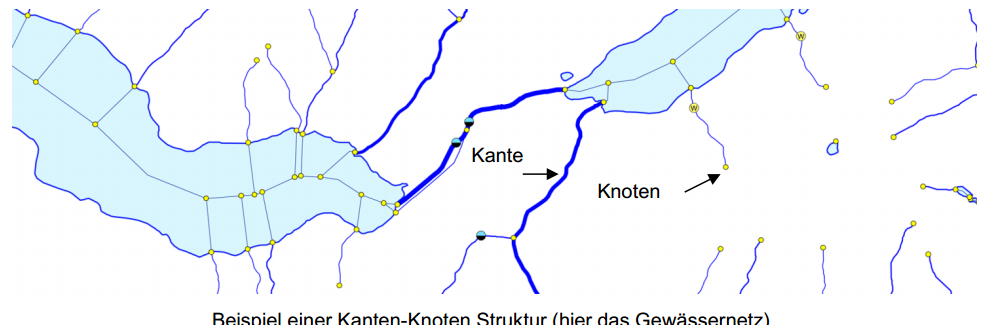 W
W
Kante
Knoten
Beispiel einer Kanten-Knoten Struktur (hier das Gewässernetz)